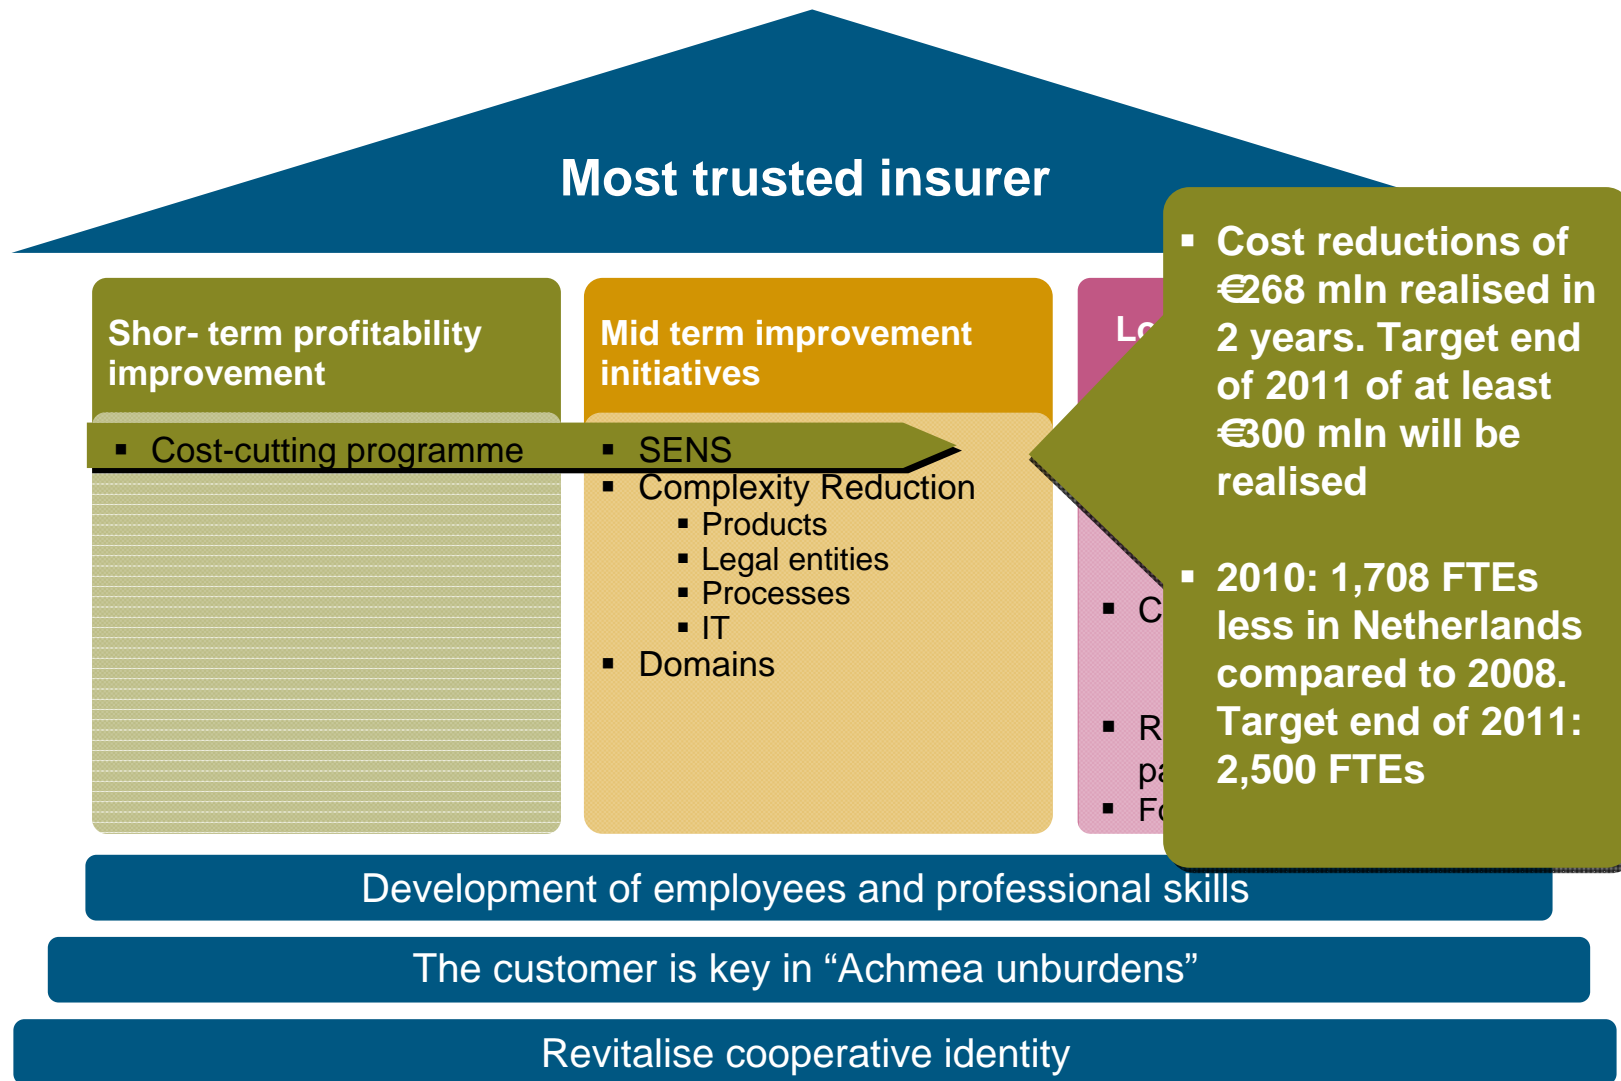 Most trusted insurer
Shor- term profitability
improvement
▪ Cost-cutting programme
Mid term improvement
initiatives
▪ SENS
▪ Complexity Reduction
▪ Products
▪ Legal entities
▪ Processes
▪ IT
▪ Domains
▪ Cost reductions of
€268 mln realised in
2 years. Target end
of 2011 of at least
€300 mln will be
realised
▪ 2010: 1,708 FTEs
less in Netherlands
compared to 2008.
Target end of 2011:
2,500 FTEs
Development of employees and professional skills
The customer is key in “Achmea unburdens”
Revitalise cooperative identity